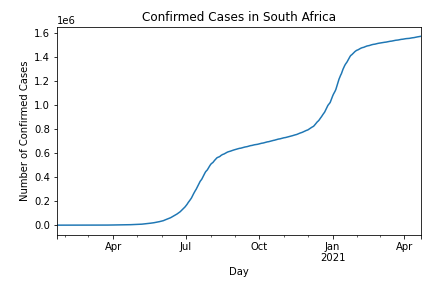 Confirmed Cases in South Africa
1e6
1.6
1.4
1.2
1.0
0.8
0.6
0.4
0.2
0.0
Number of Confirmed Cases
Apr
Jul
Oct
Jan
2021
Apr
Day